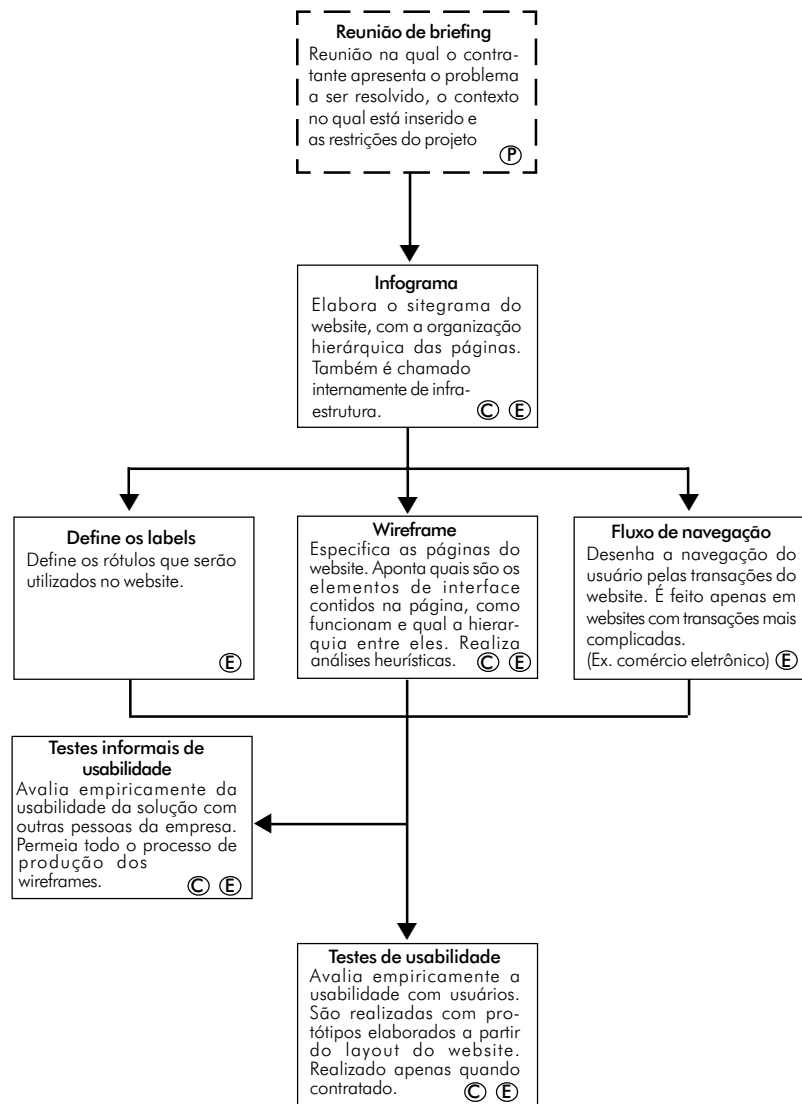 Reunião de briefing
Reunião na qual o contra-
tante apresenta o problema
a ser resolvido, o contexto
no qual está inserido e
as restrições do projeto
P
Infograma
Elabora o sitegrama do
website, com a organização
hierárquica das páginas.
Também é chamado
internamente de infra-
estrutura.
C E
Define os labels
Define os rótulos que serão
utilizados no website.
E
Wireframe
Especifica as páginas do
website. Aponta quais são os
elementos de interface
contidos na página, como
funcionam e qual a hierar-
quia entre eles. Realiza
análises heurísticas.
C E
Fluxo de navegação
Desenha a navegação do
usuário pelas transações do
website. É feito apenas em
websites com transações mais
complicadas.
(Ex. comércio eletrônico) E
Testes informais de
usabilidade
Avalia empiricamente da
usabilidade da solução com
outras pessoas da empresa.
Permeia todo o processo de
produção dos
wireframes.
C E
Testes de usabilidade
Avalia empiricamente a
usabilidade com usuários.
São realizadas com pro-
tótipos elaborados a partir
do layout do website.
Realizado apenas quando
contratado.
C E